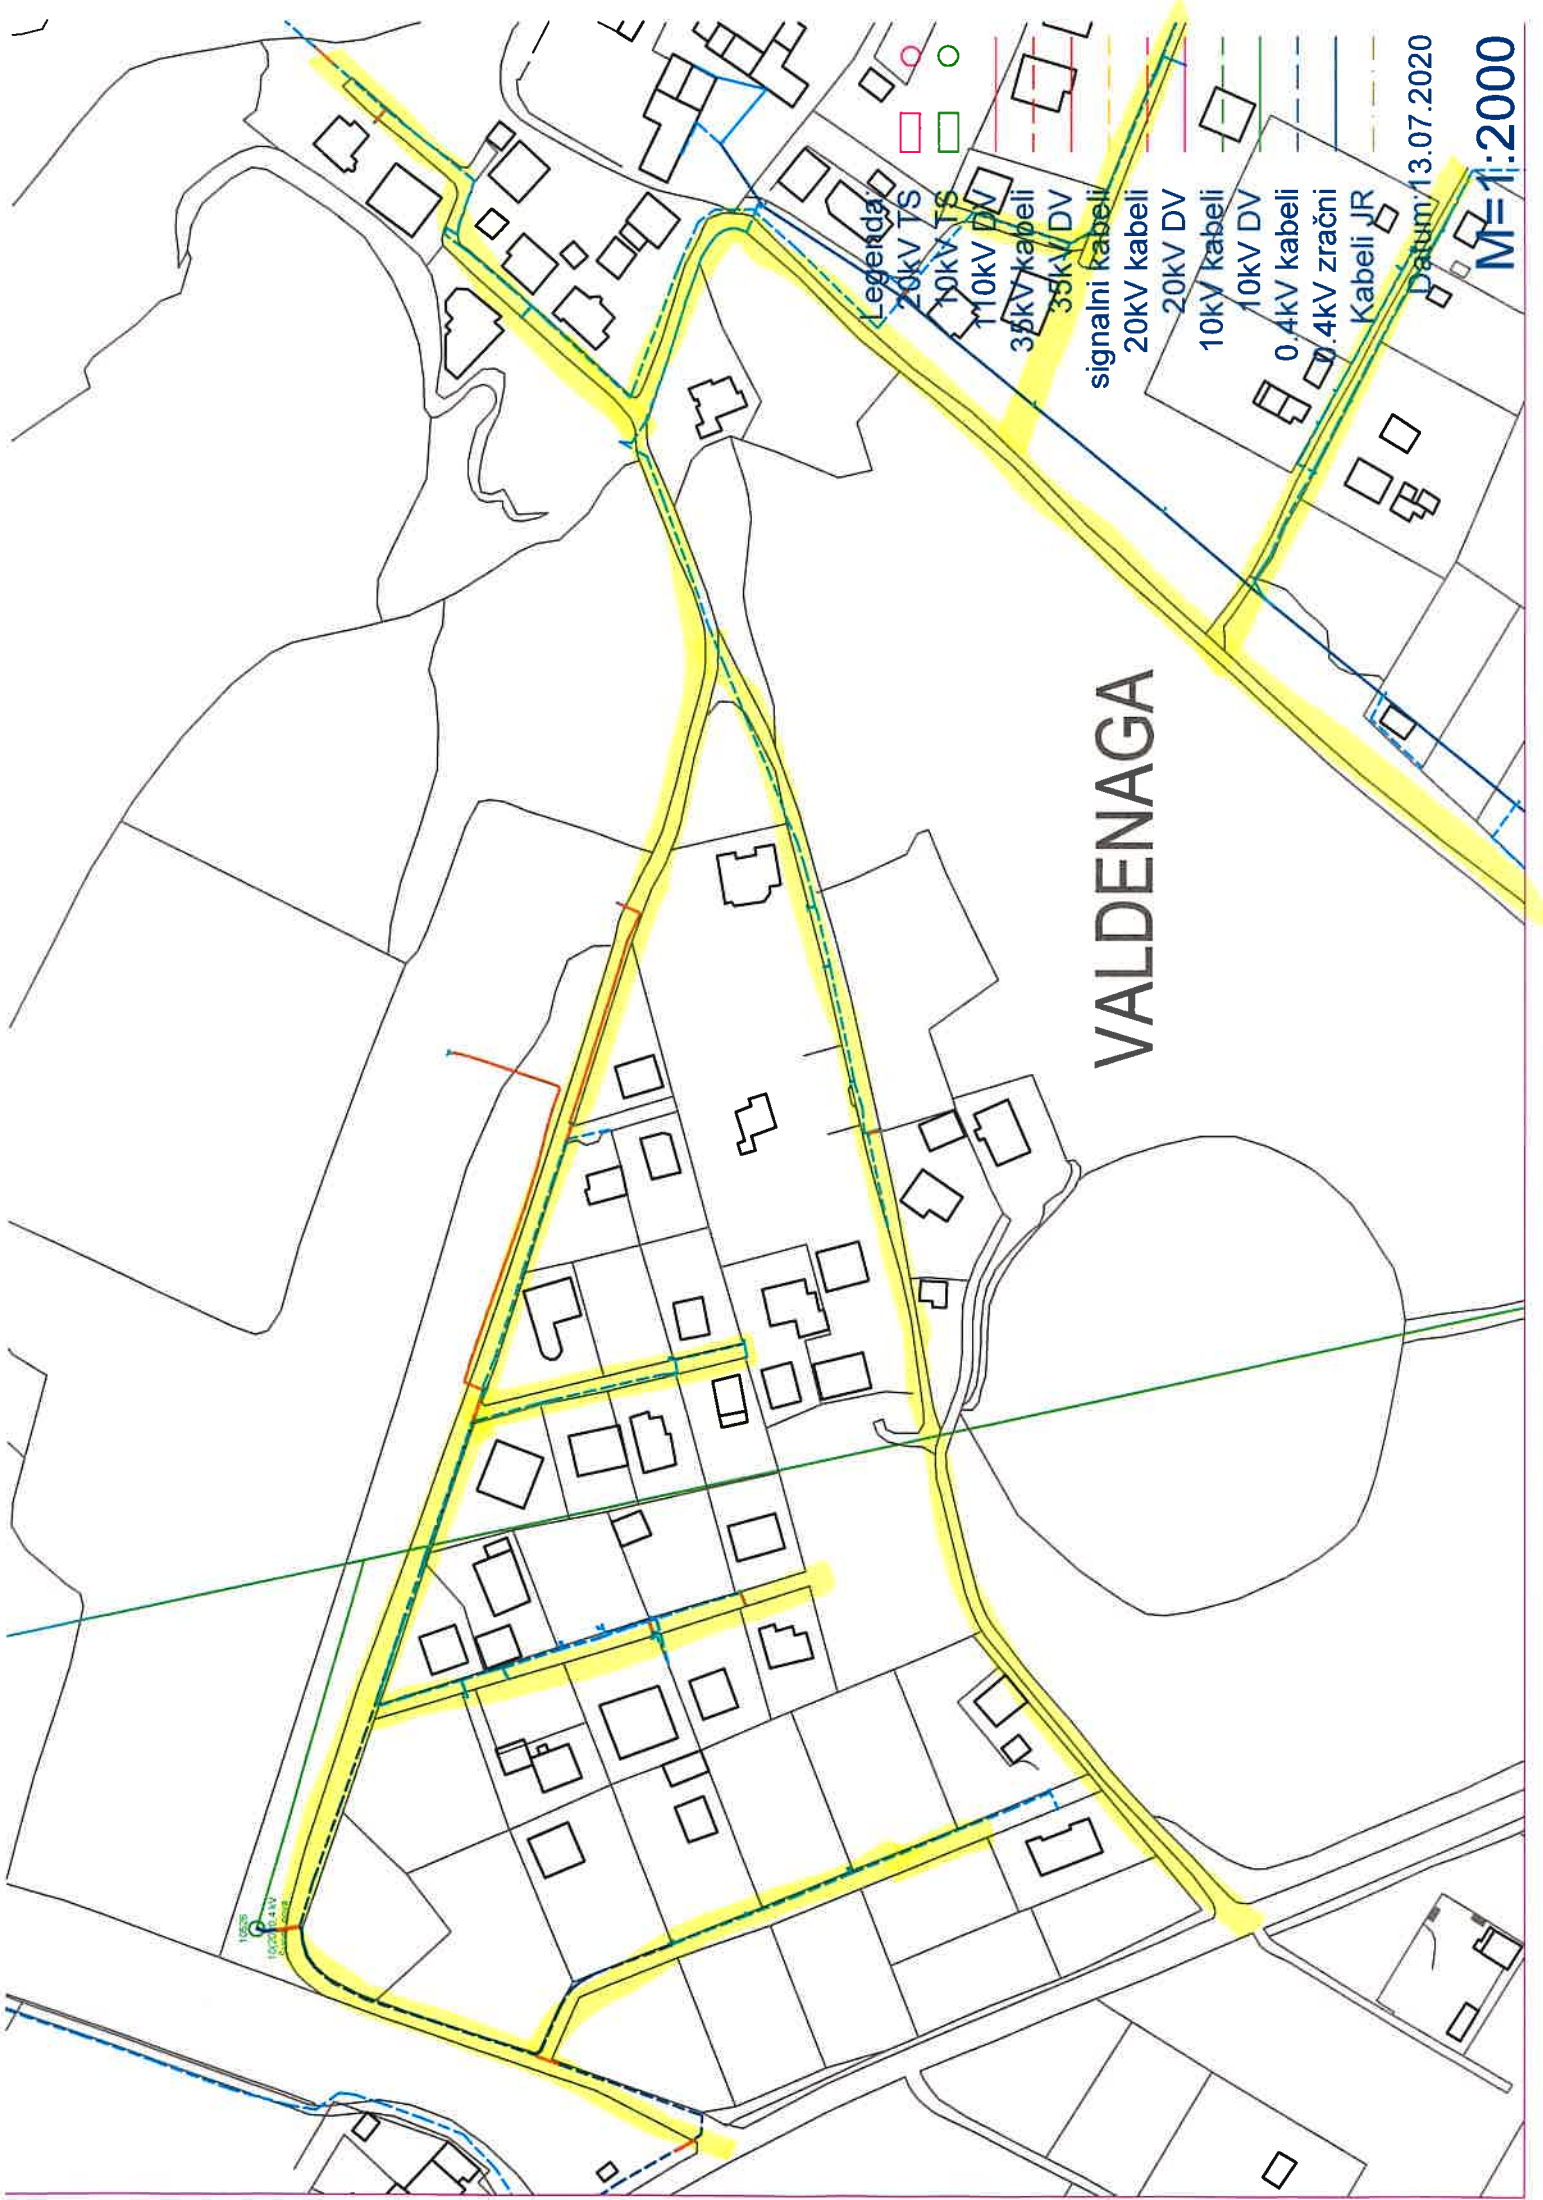 Legenda:
20kV TS
10kV TS
110kV DV
35kV kabeli
35kV DV
signalni kabeli
20kV kabeli
20kV DV
10kV kabeli
10kV DV
0.4kV kabeli
0.4kV zračni
Kabeli JR
Datum:13.07.2020
M=1:2000
VALDENAGA
10526